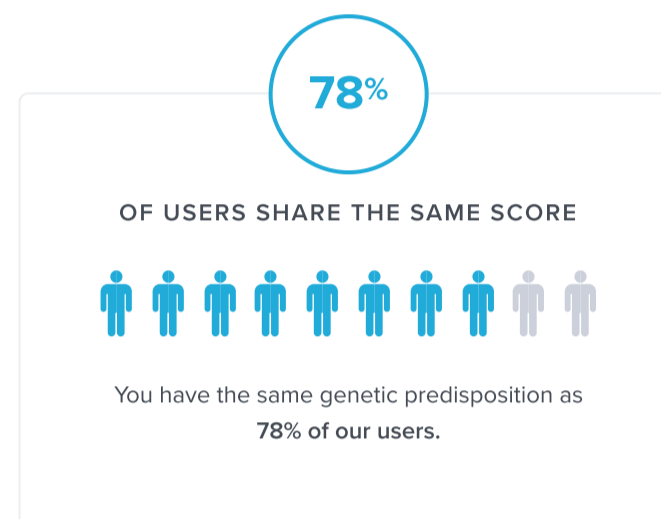 78%
OF USERS SHARE THE SAME SCORE
You have the same genetic predisposition as
78% of our users.